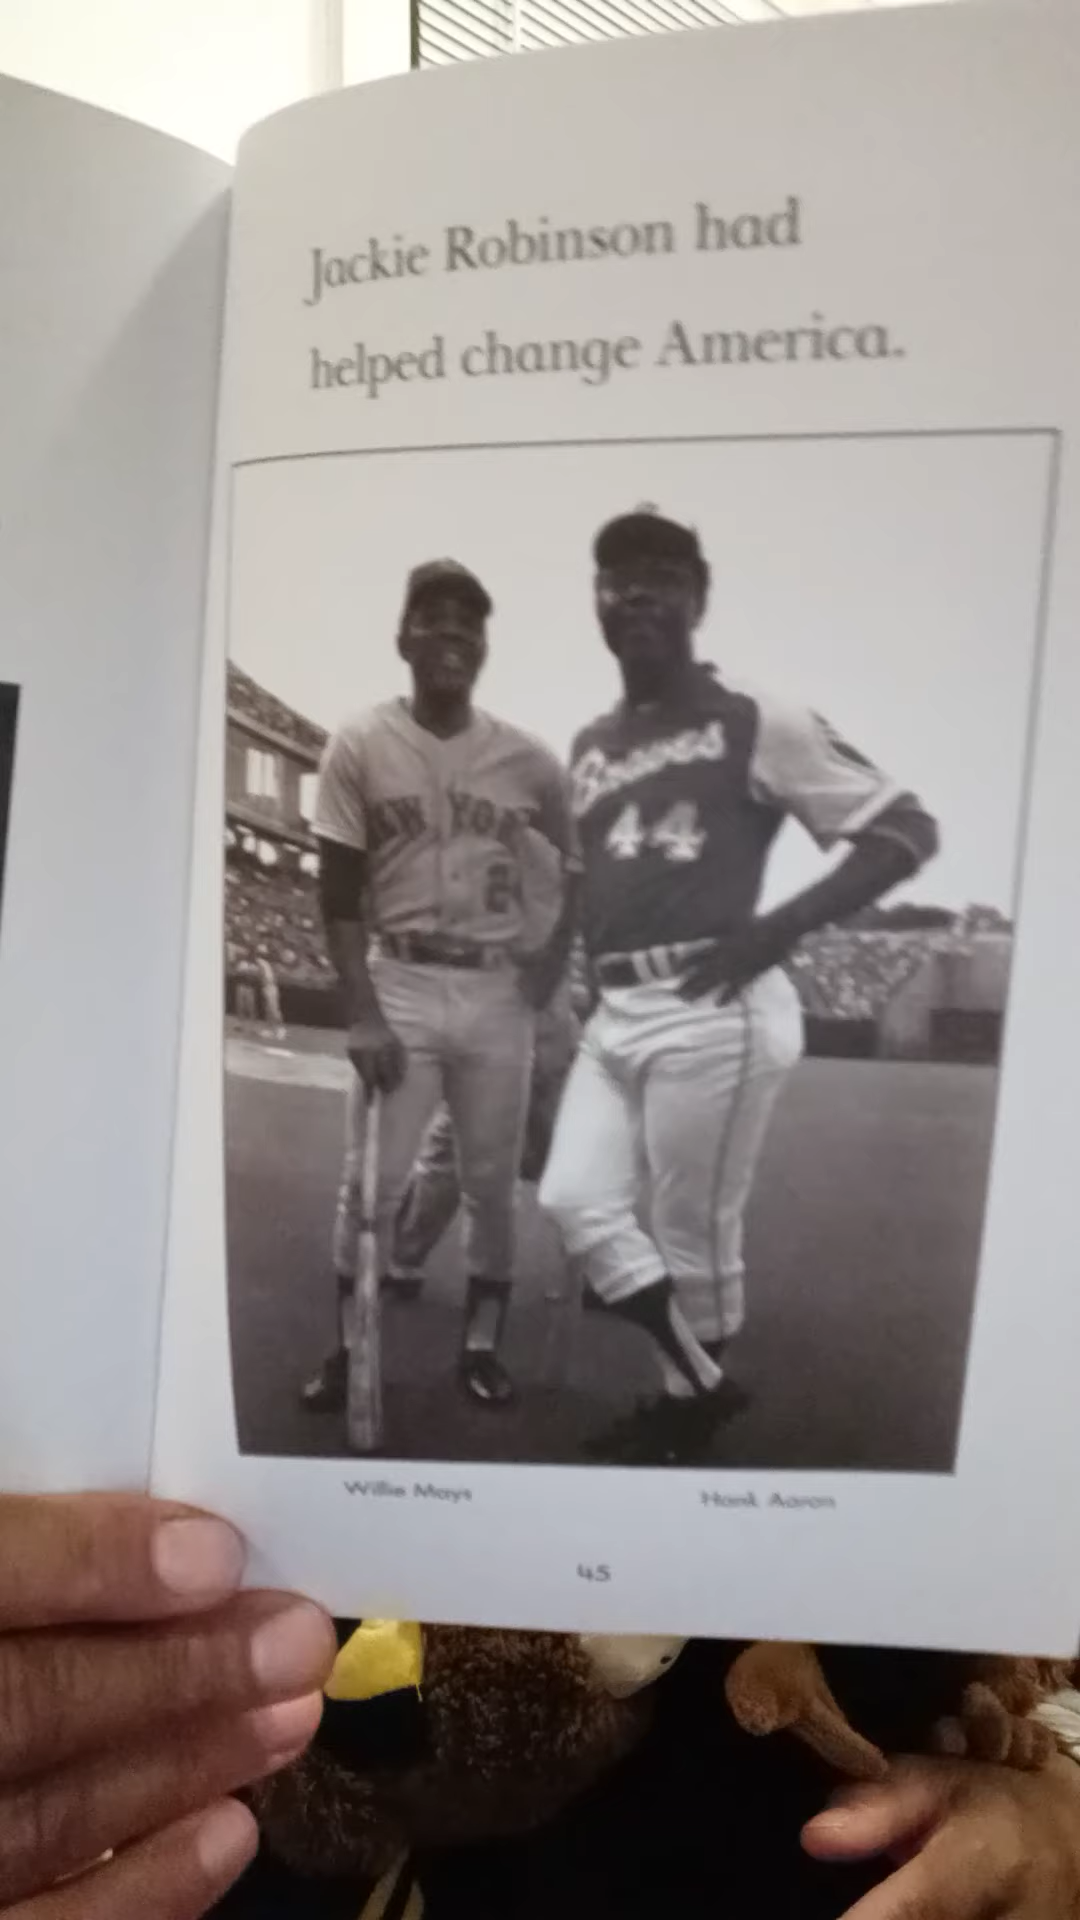 Jackie Robinson had
helped change America.
NEW YORK
Braves
44
Willie Mays
Hank Aaron
45